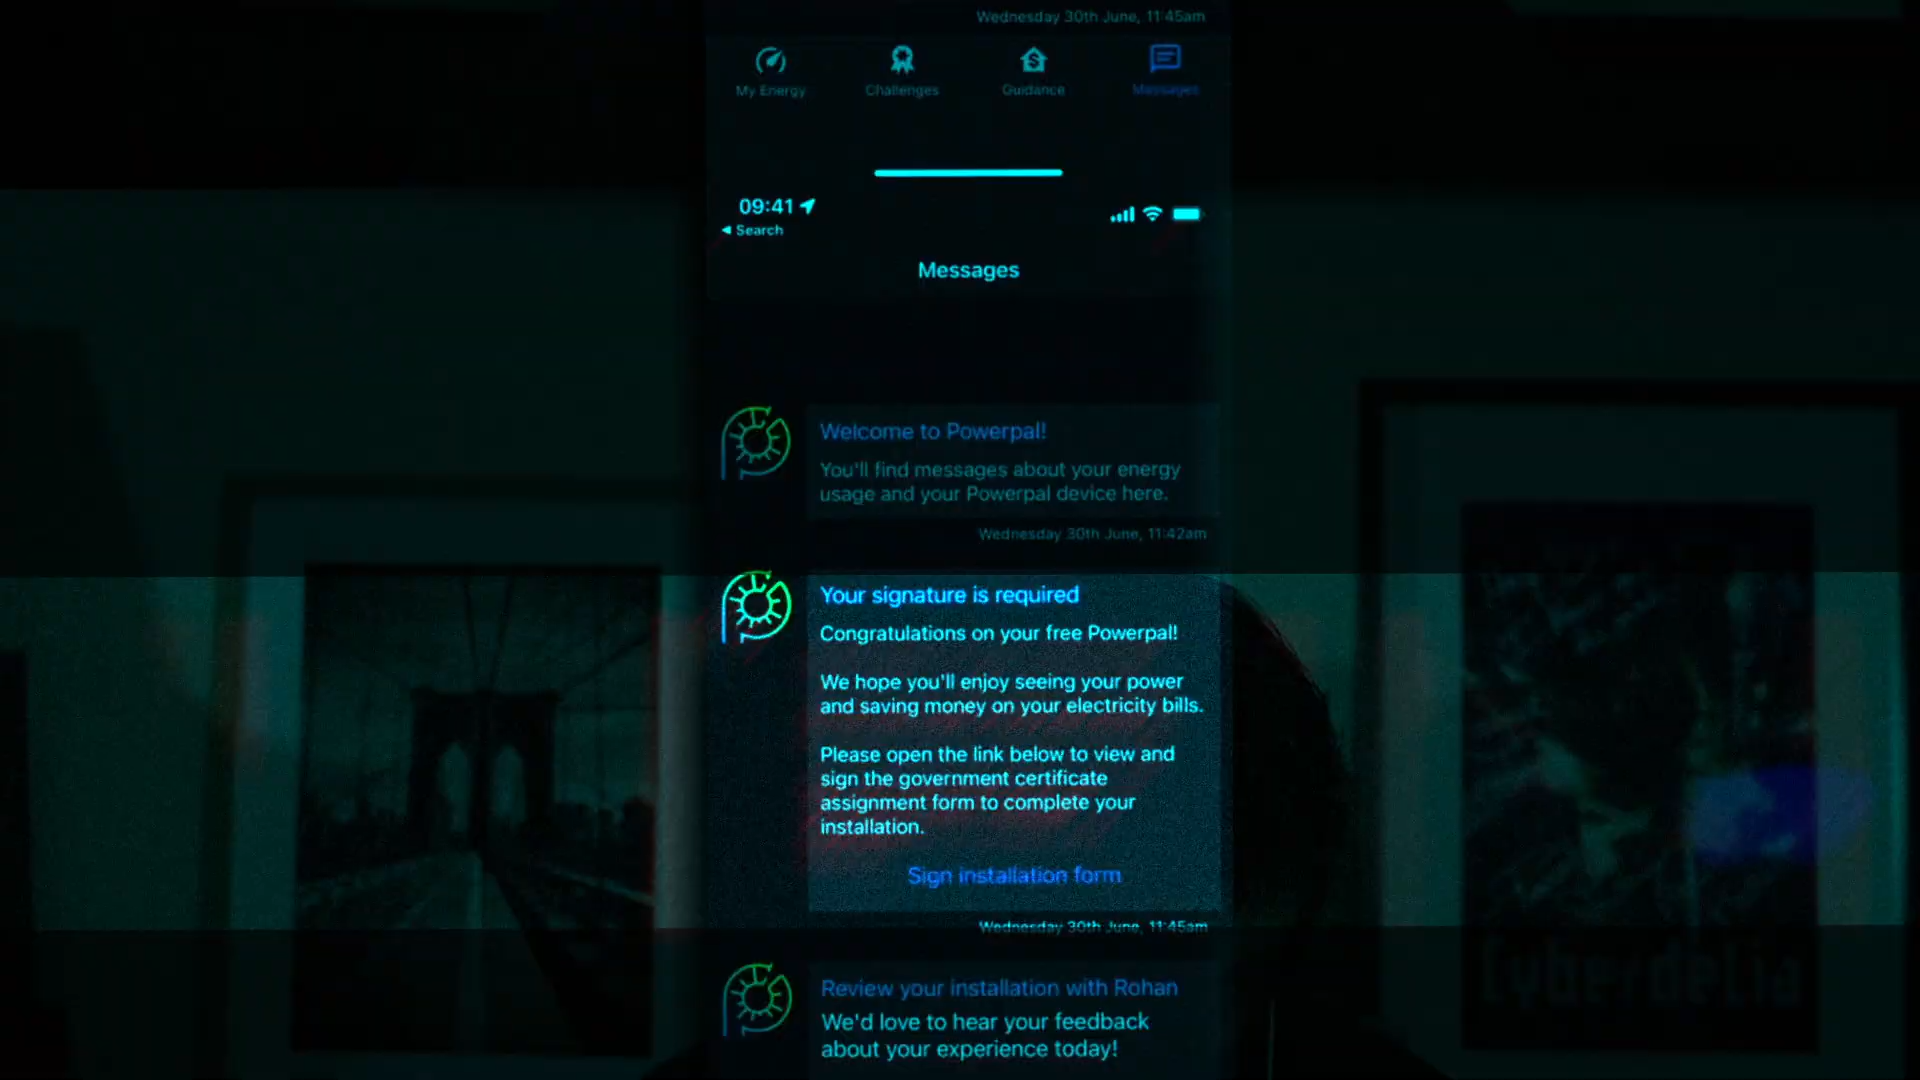 Wednesday 30th June, 11:45am
My Energy
Challenges
Guidance
Messages
09:41
◄ Search
Messages
Welcome to Powerpal!
You'll find messages about your energy
usage and your Powerpal device here.
Wednesday 30th June, 11:42am
Your signature is required
Congratulations on your free Powerpal!
We hope you'll enjoy seeing your power
and saving money on your electricity bills.
Please open the link below to view and
sign the government certificate
assignment form to complete your
installation.
Sign installation form
Wednesday 30th June, 11:45am
Review your installation with Rohan
We'd love to hear your feedback
about your experience today!
Cyberdelia